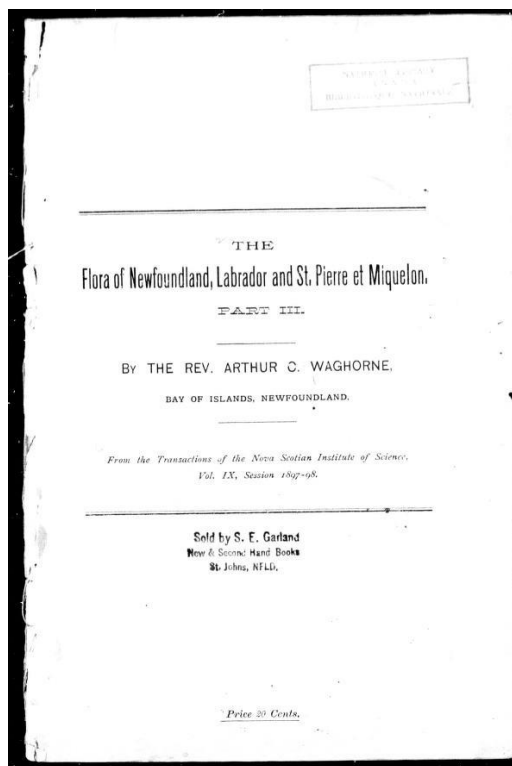 THE
Flora of Newfoundland, Labrador and St. Pierre et Miquelon.
PART III.
BY THE REV. ARTHUR C. WAGHORNE,
BAY OF ISLANDS, NEWFOUNDLAND.
From the Transactions of the Nova Scotian Institute of Science,
Vol. IX, Session 1897-98.
Sold by S. E. Garland
New & Second Hand Books
St. Johns, NFLD.
Price 20 Cents.